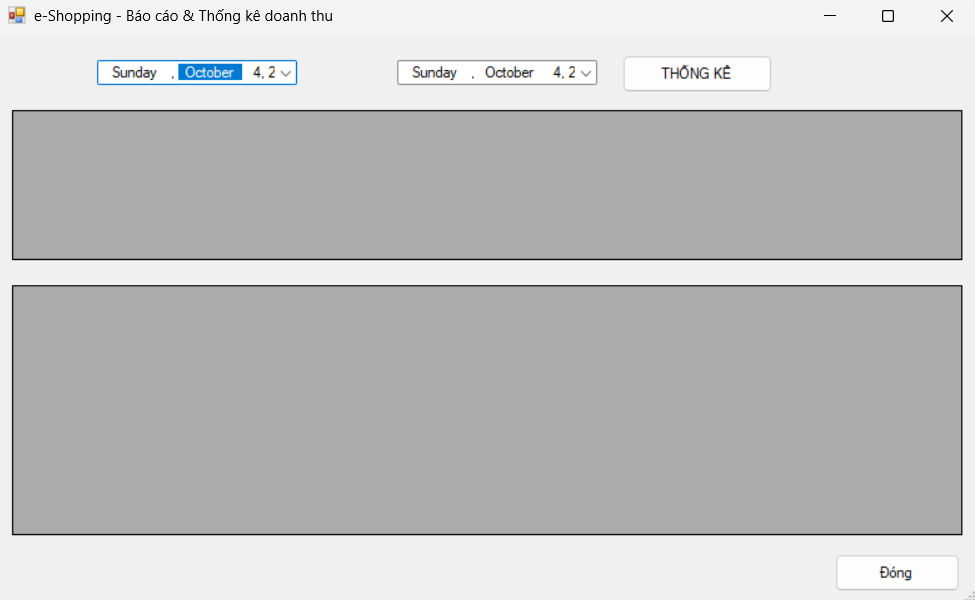 e-Shopping - Báo cáo & Thống kê doanh thu
Sunday , October 4, 2
Sunday , October 4, 2
THỐNG KÊ
Đóng